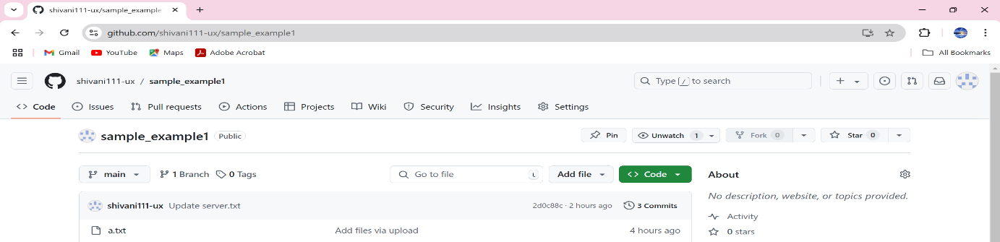 shivani111-ux/sample_example
github.com/shivani111-ux/sample_example1
Gmail YouTube Maps Adobe Acrobat All Bookmarks
shivani111-ux / sample_example1 Type / to search
Code Issues Pull requests Actions Projects Wiki Security Insights Settings
sample_example1 Public Pin Unwatch 1 Fork 0 Star 0
main 1 Branch 0 Tags Go to file t Add file Code About
No description, website, or topics provided.
shivani111-ux Update server.txt 2d0c88c · 2 hours ago 3 Commits
Activity
a.txt Add files via upload 4 hours ago
0 stars